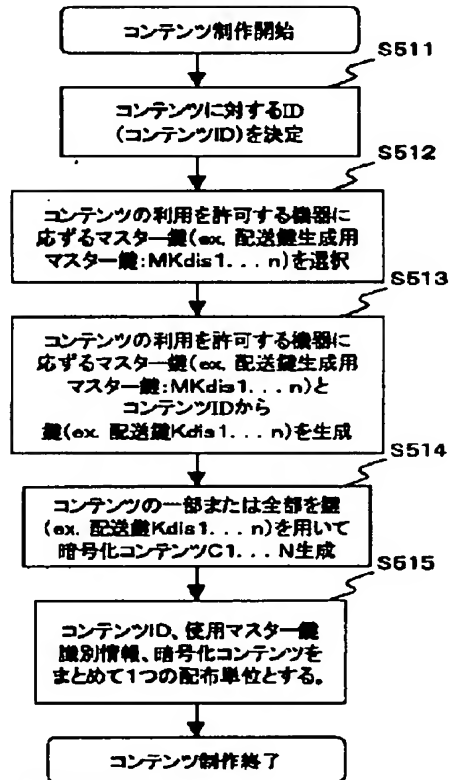 コンテンツ制作開始
S511
コンテンツに対するID
(コンテンツID)を決定
S512
コンテンツの利用を許可する機器に
応ずるマスター鍵(ex. 配送鍵生成用
マスター鍵:MKdis1...n)を選択
S513
コンテンツの利用を許可する機器に
応ずるマスター鍵(ex. 配送鍵生成用
マスター鍵:MKdis1...n)と
コンテンツIDから
鍵(ex. 配送鍵Kdis1...n)を生成
S514
コンテンツの一部または全部を鍵
(ex. 配送鍵Kdis1...n)を用いて
暗号化コンテンツC1...N生成
S515
コンテンツID、使用マスター鍵
識別情報、暗号化コンテンツを
まとめて1つの配布単位とする。
コンテンツ制作終了